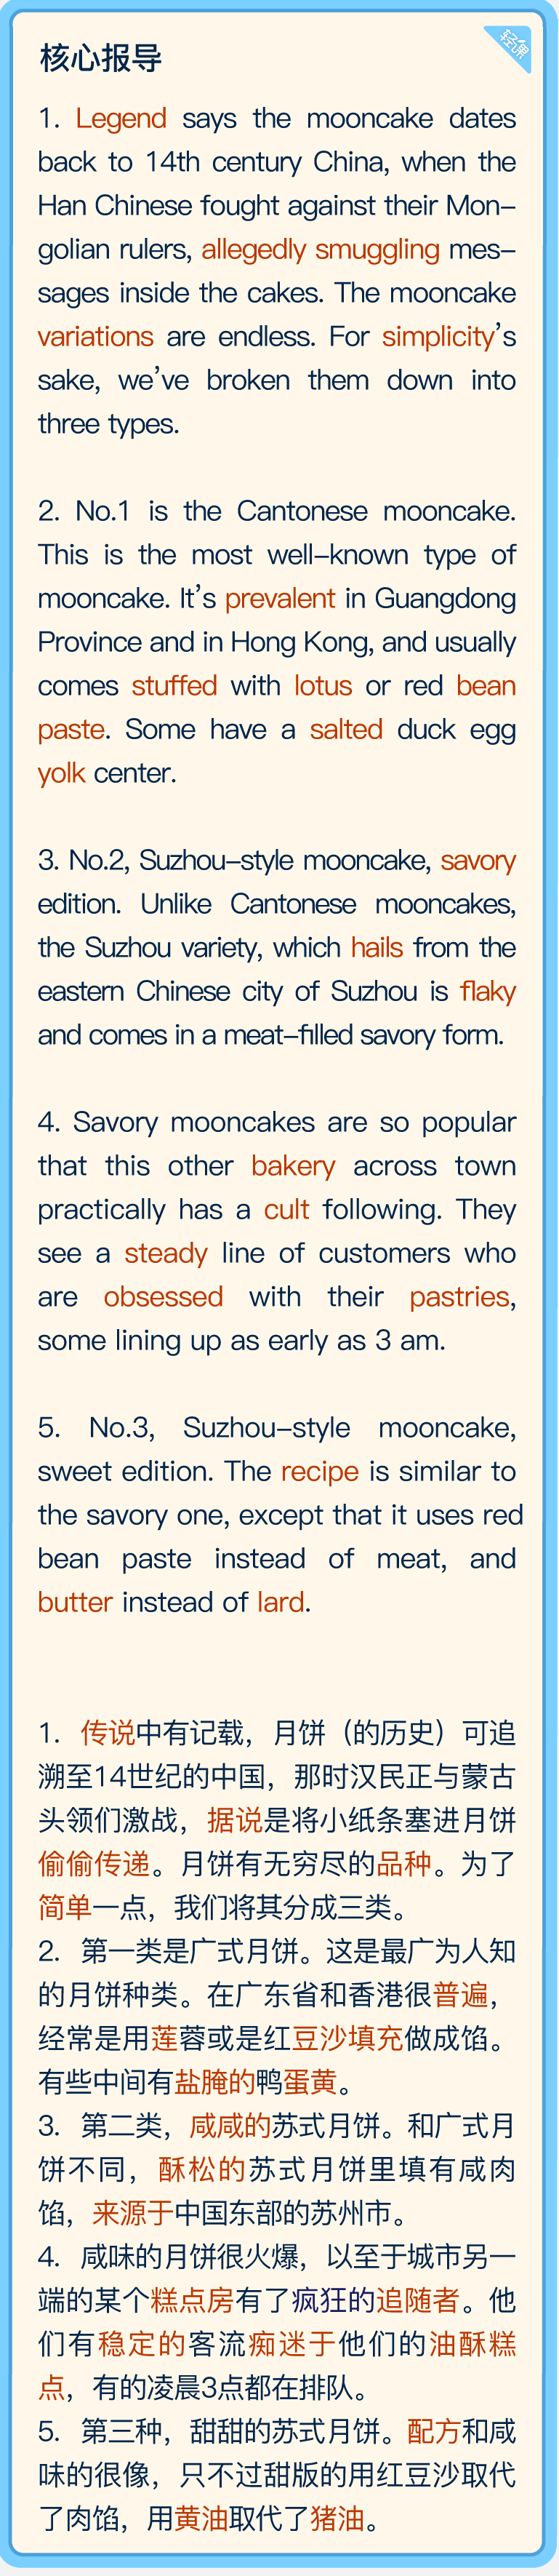 轻课
核心报导
1. Legend says the mooncake dates
back to 14th century China, when the
Han Chinese fought against their Mon-
golian rulers, allegedly smuggling mes-
sages inside the cakes. The mooncake
variations are endless. For simplicity's
sake, we've broken them down into
three types.
2. No.1 is the Cantonese mooncake.
This is the most well-known type of
mooncake. It's prevalent in Guangdong
Province and in Hong Kong, and usually
comes stuffed with lotus or red bean
paste. Some have a salted duck egg
yolk center.
3. No.2, Suzhou-style mooncake, savory
edition. Unlike Cantonese mooncakes,
the Suzhou variety, which hails from the
eastern Chinese city of Suzhou is flaky
and comes in a meat-filled savory form.
4. Savory mooncakes are so popular
that this other bakery across town
practically has a cult following. They
see a steady line of customers who
are obsessed with their pastries,
some lining up as early as 3 am.
5. No.3, Suzhou-style mooncake,
sweet edition. The recipe is similar to
the savory one, except that it uses red
bean paste instead of meat, and
butter instead of lard.
1. 传说中有记载，月饼（的历史）可追
溯至14世纪的中国，那时汉民正与蒙古
头领们激战，据说是将小纸条塞进月饼
偷偷传递。月饼有无穷尽的品种。为了
简单一点，我们将其分成三类。
2. 第一类是广式月饼。这是最广为人知
的月饼种类。在广东省和香港很普遍，
经常是用莲蓉或是红豆沙填充做成馅。
有些中间有盐腌的鸭蛋黄。
3. 第二类，咸咸的苏式月饼。和广式月
饼不同，酥松的苏式月饼里填有咸肉
馅，来源于中国东部的苏州市。
4. 咸味的月饼很火爆，以至于城市另一
端的某个糕点房有了疯狂的追随者。他
们有稳定的客流痴迷于他们的油酥糕
点，有的凌晨3点都在排队。
5. 第三种，甜甜的苏式月饼。配方和咸
味的很像，只不过甜版的用红豆沙取代
了肉馅，用黄油取代了猪油。